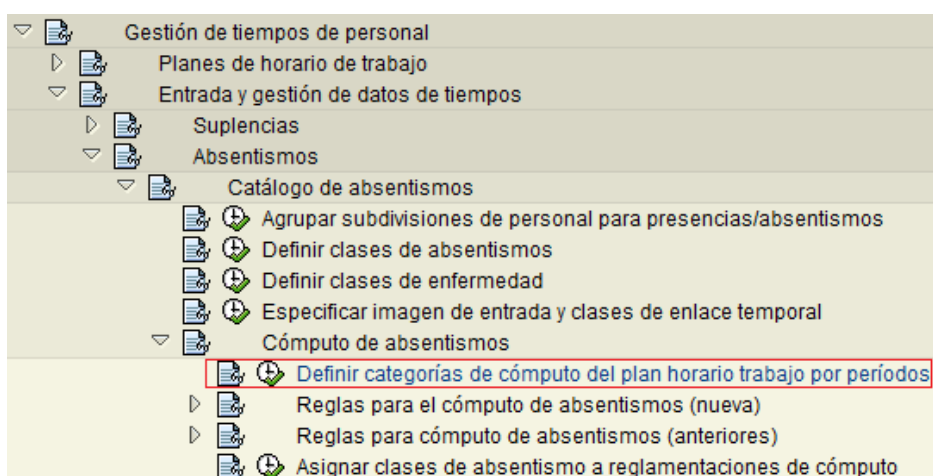 Gestión de tiempos de personal
Planes de horario de trabajo
Entrada y gestión de datos de tiempos
Suplencias
Absentismos
Catálogo de absentismos
Agrupar subdivisiones de personal para presencias/absentismos
Definir clases de absentismos
Definir clases de enfermedad
Especificar imagen de entrada y clases de enlace temporal
Cómputo de absentismos
Definir categorías de cómputo del plan horario trabajo por períodos
Reglas para el cómputo de absentismos (nueva)
Reglas para cómputo de absentismos (anteriores)
Asignar clases de absentismo a reglamentaciones de cómputo